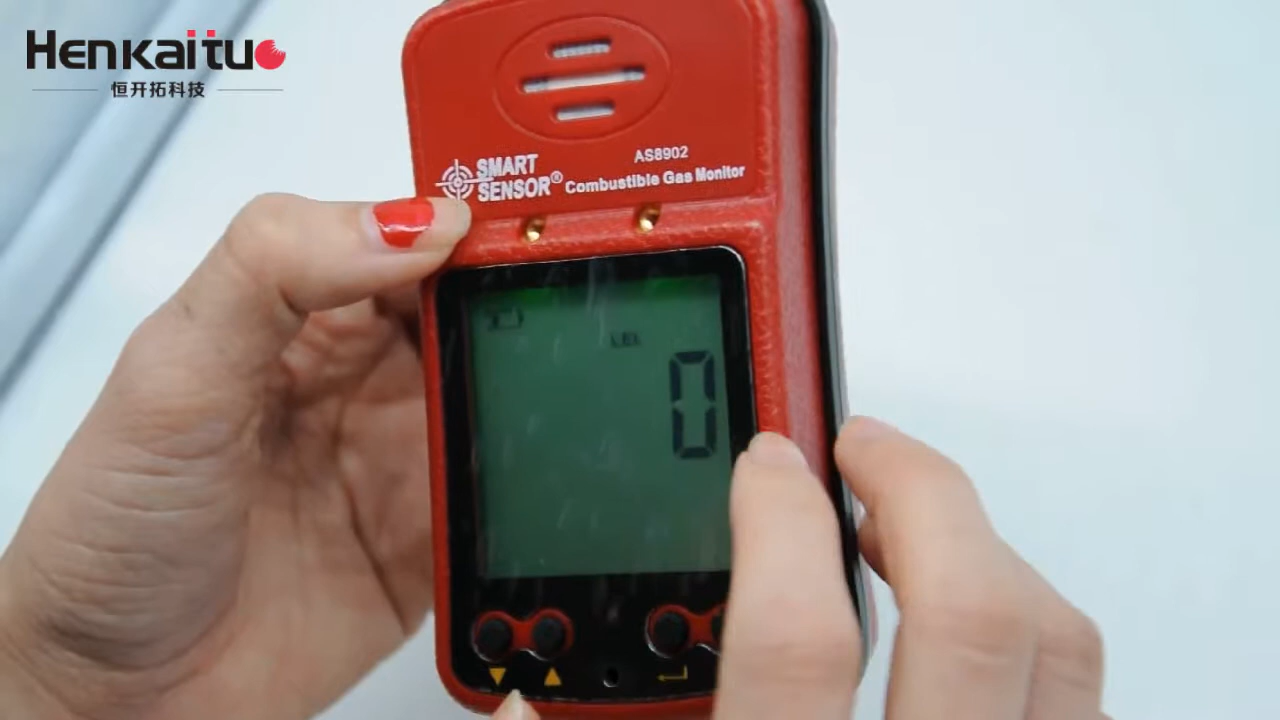 Henkaituo
恒开拓科技
AS8902
SMART SENSOR® Combustible Gas Monitor
LEL
0